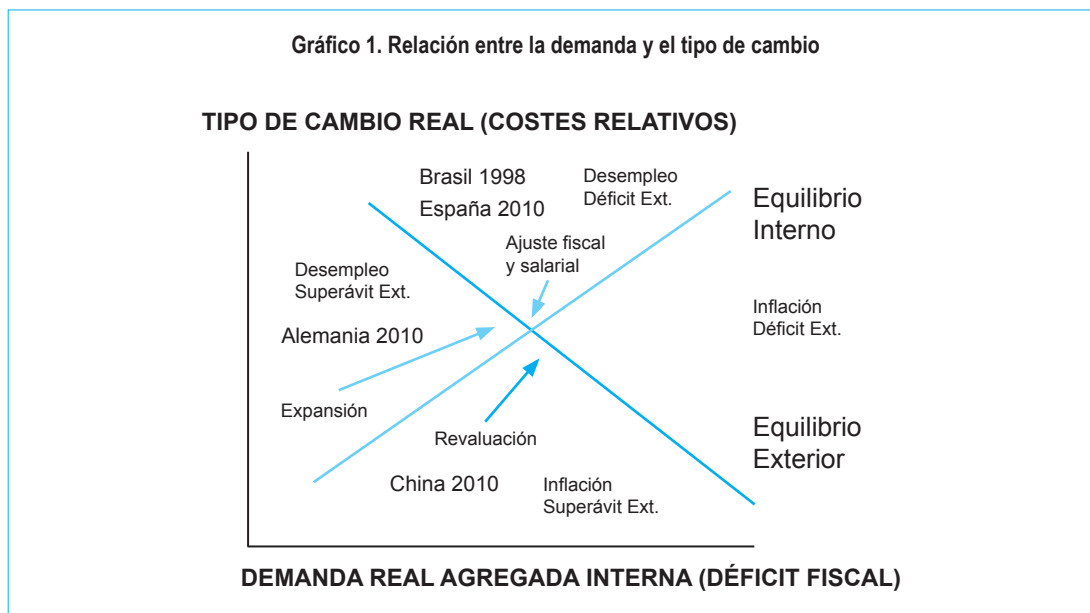 Gráfico 1. Relación entre la demanda y el tipo de cambio
TIPO DE CAMBIO REAL (COSTES RELATIVOS)
Brasil 1998
España 2010
Desempleo
Déficit Ext.
Equilibrio
Interno
Ajuste fiscal
y salarial
Desempleo
Superávit Ext.
Inflación
Déficit Ext.
Alemania 2010
Expansión
Revaluación
Equilibrio
Exterior
China 2010
Inflación
Superávit Ext.
DEMANDA REAL AGREGADA INTERNA (DÉFICIT FISCAL)